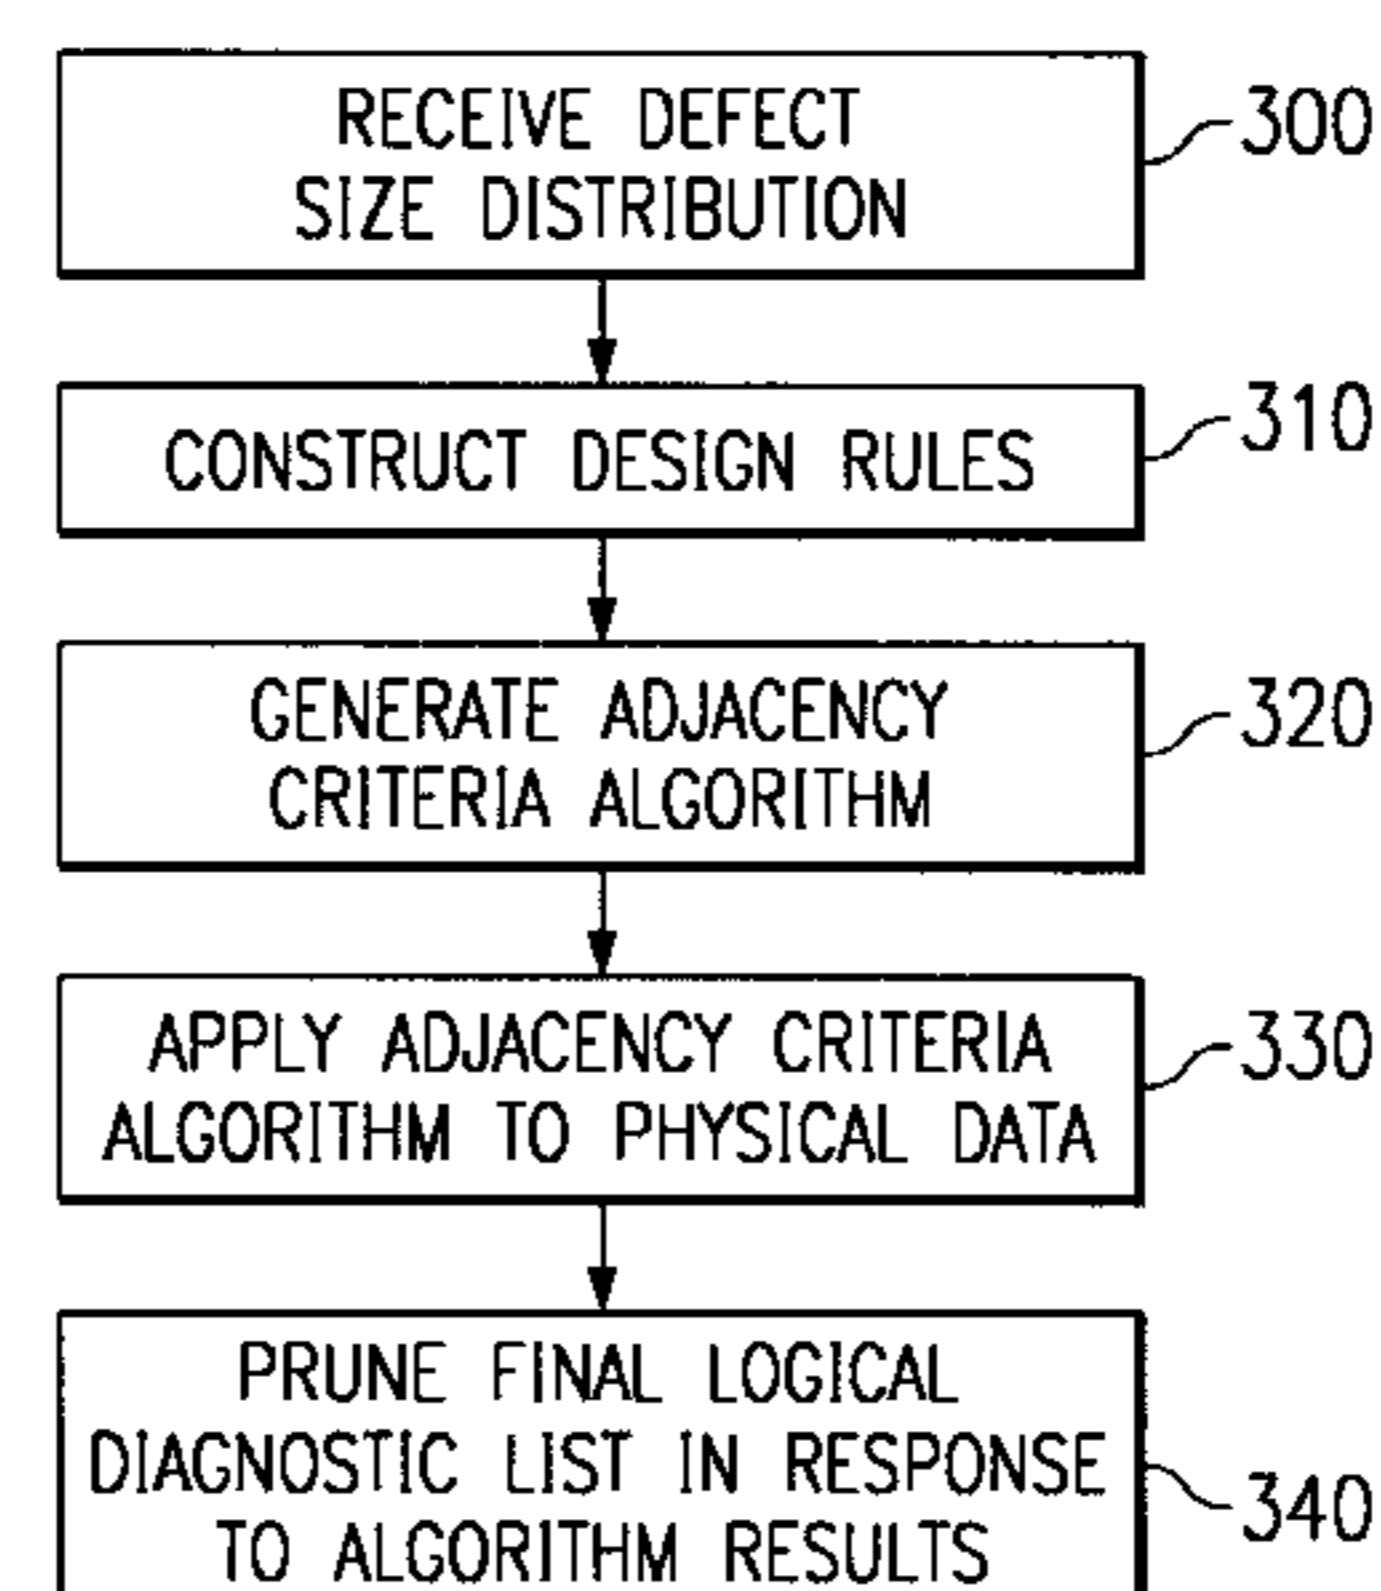 RECEIVE DEFECT
SIZE DISTRIBUTION
300
CONSTRUCT DESIGN RULES
310
GENERATE ADJACENCY
CRITERIA ALGORITHM
320
APPLY ADJACENCY CRITERIA
ALGORITHM TO PHYSICAL DATA
330
PRUNE FINAL LOGICAL
DIAGNOSTIC LIST IN RESPONSE
TO ALGORITHM RESULTS
340